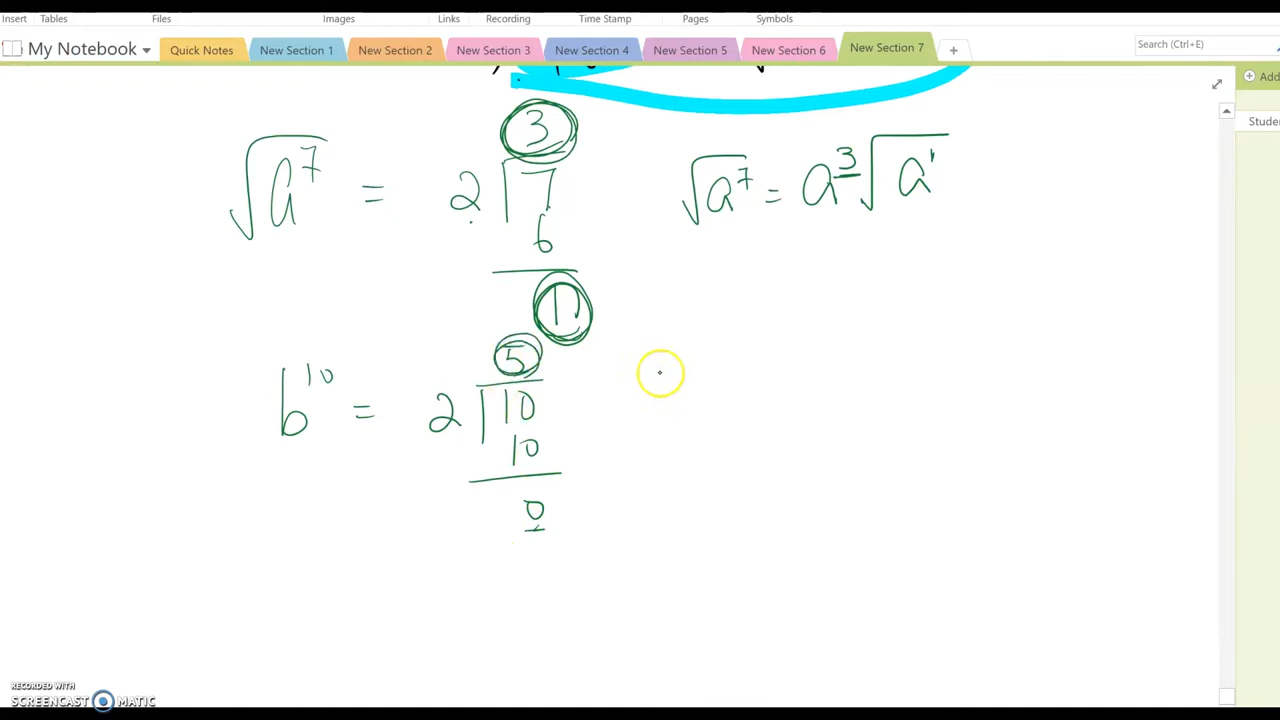 Insert Tables Files Images Links Recording Time Stamp Pages Symbols
My Notebook Quick Notes New Section 1 New Section 2 New Section 3 New Section 4 New Section 5 New Section 6 New Section 7 + Search (Ctrl+E)
Add
Studen
3
√a⁷ = 2 7 √a⁷ = a³ √a¹
6
1
5
b¹⁰ = 2 10
10
0
RECORDED WITH
SCREENCAST MATIC